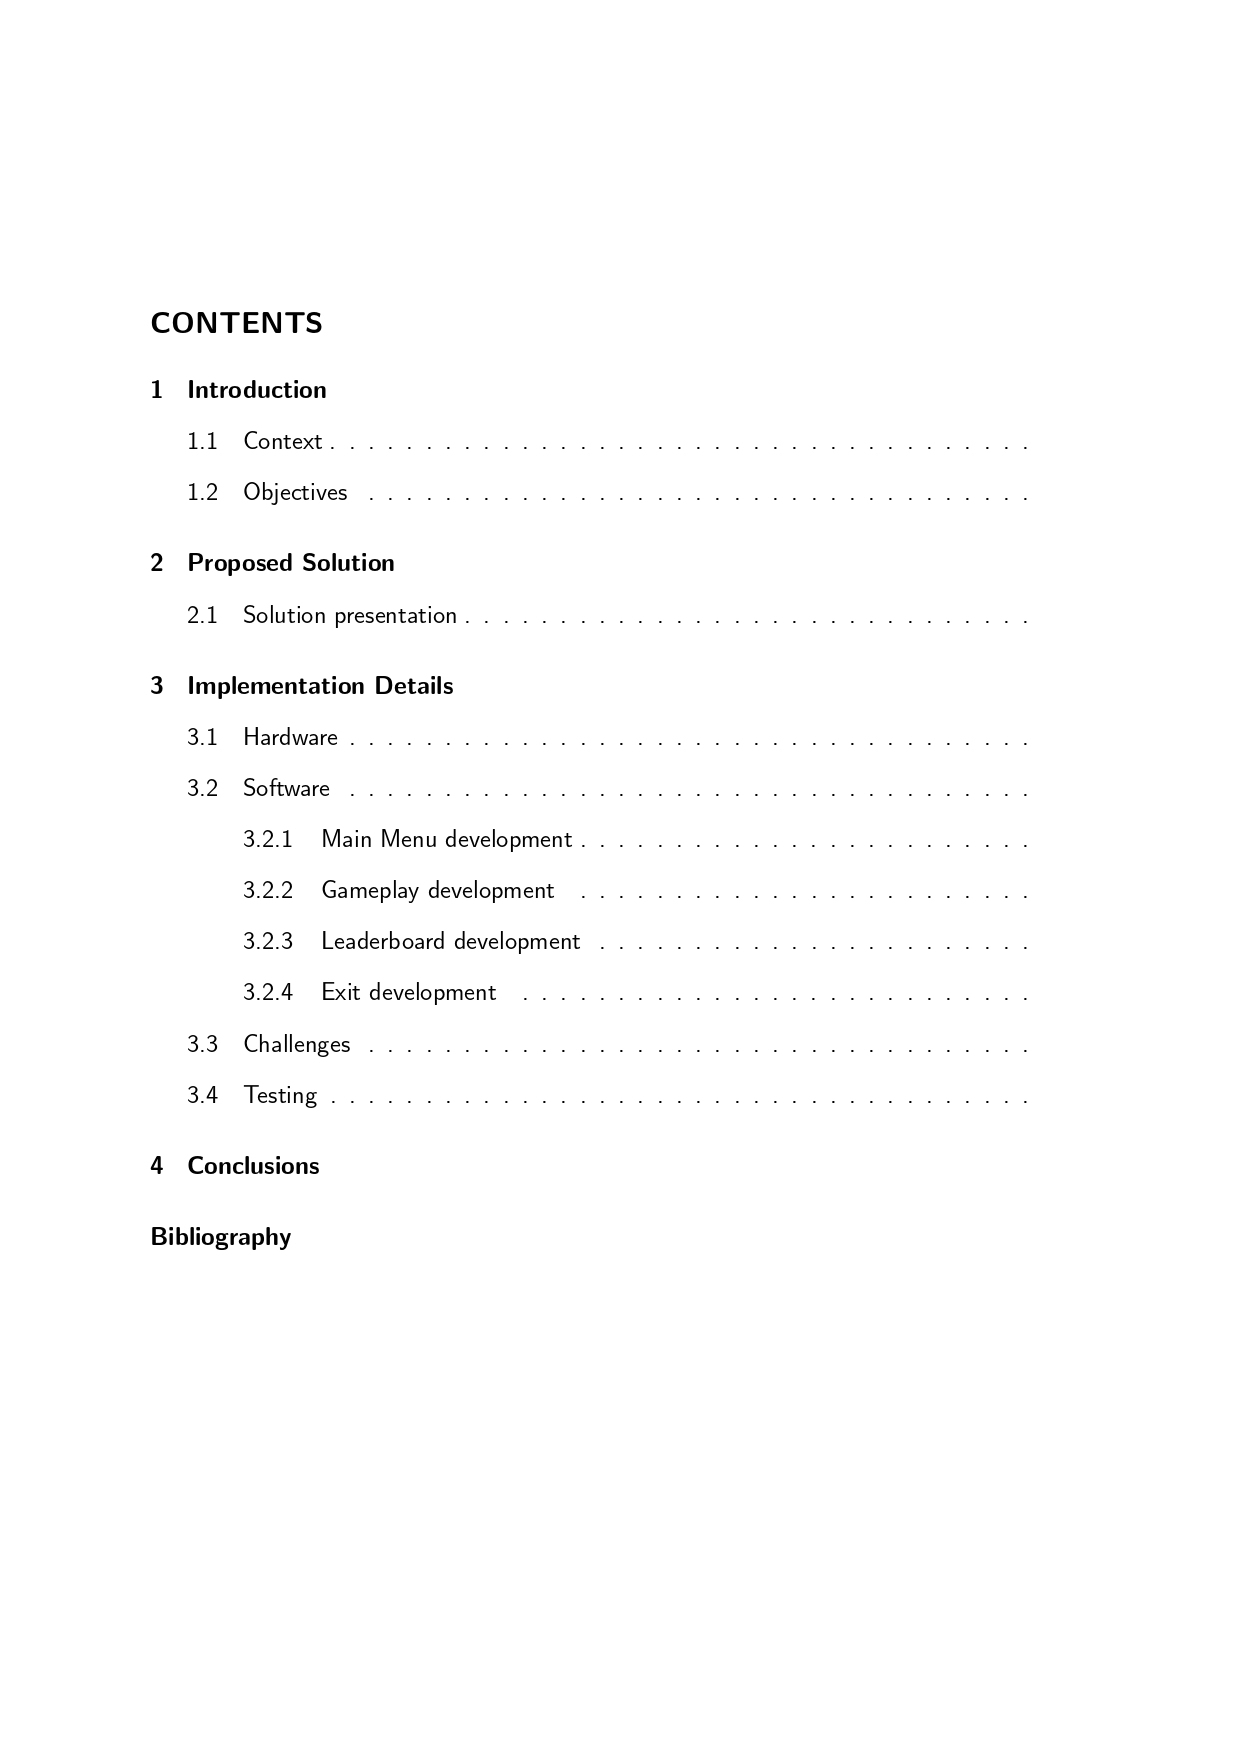 CONTENTS
1 Introduction
1.1 Context . . . . . . . . . . . . . . . . . . . . . . . . . . . . . . . . . . . . .
1.2 Objectives . . . . . . . . . . . . . . . . . . . . . . . . . . . . . . . . . . .
2 Proposed Solution
2.1 Solution presentation . . . . . . . . . . . . . . . . . . . . . . . . . . . . . .
3 Implementation Details
3.1 Hardware . . . . . . . . . . . . . . . . . . . . . . . . . . . . . . . . . . . .
3.2 Software . . . . . . . . . . . . . . . . . . . . . . . . . . . . . . . . . . . .
3.2.1 Main Menu development . . . . . . . . . . . . . . . . . . . . . . . .
3.2.2 Gameplay development . . . . . . . . . . . . . . . . . . . . . . . .
3.2.3 Leaderboard development . . . . . . . . . . . . . . . . . . . . . . .
3.2.4 Exit development . . . . . . . . . . . . . . . . . . . . . . . . . . .
3.3 Challenges . . . . . . . . . . . . . . . . . . . . . . . . . . . . . . . . . . .
3.4 Testing . . . . . . . . . . . . . . . . . . . . . . . . . . . . . . . . . . . . .
4 Conclusions
Bibliography